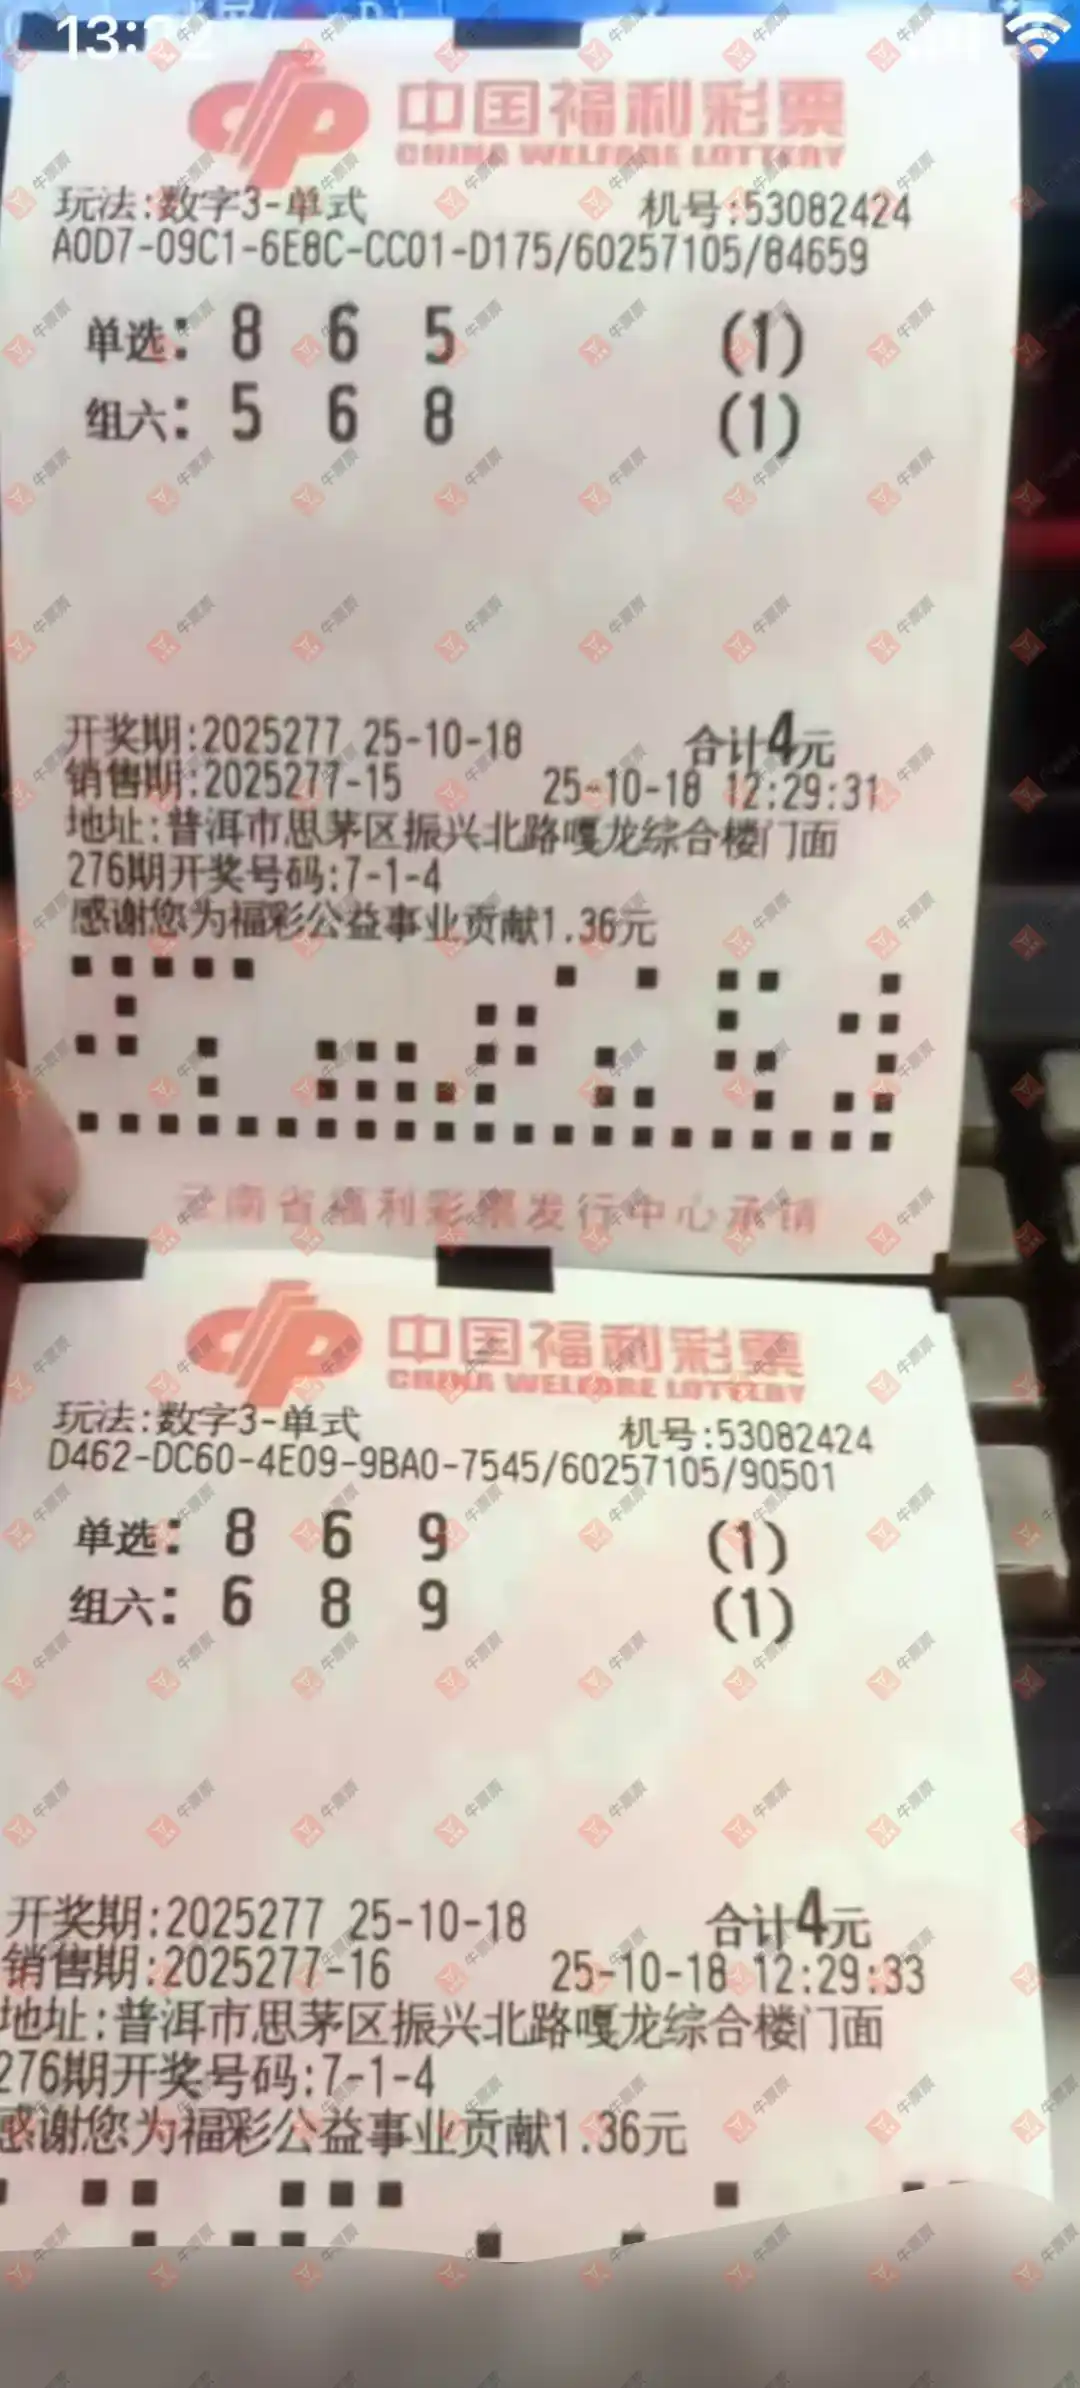 中国福利彩票
CHINA WELFARE LOTTERY
玩法:数字3-单式 机号:53082424
A0D7-09C1-6E8C-CC01-D175/60257105/84659
单选: 8 6 5 (1)
组六: 5 6 8 (1)
开奖期:2025277 25-10-18 合计4元
销售期:2025277-15 25-10-18 12:29:31
地址:普洱市思茅区振兴北路嘎龙综合楼门面
276期开奖号码:7-1-4
感谢您为福彩公益事业贡献1.36元
云南省福利彩票发行中心承销
中国福利彩票
CHINA WELFARE LOTTERY
玩法:数字3-单式 机号:53082424
D462-DC60-4E09-9BA0-7545/60257105/90501
单选: 8 6 9 (1)
组六: 6 8 9 (1)
开奖期:2025277 25-10-18 合计4元
销售期:2025277-16 25-10-18 12:29:33
地址:普洱市思茅区振兴北路嘎龙综合楼门面
276期开奖号码:7-1-4
感谢您为福彩公益事业贡献1.36元
牛票票